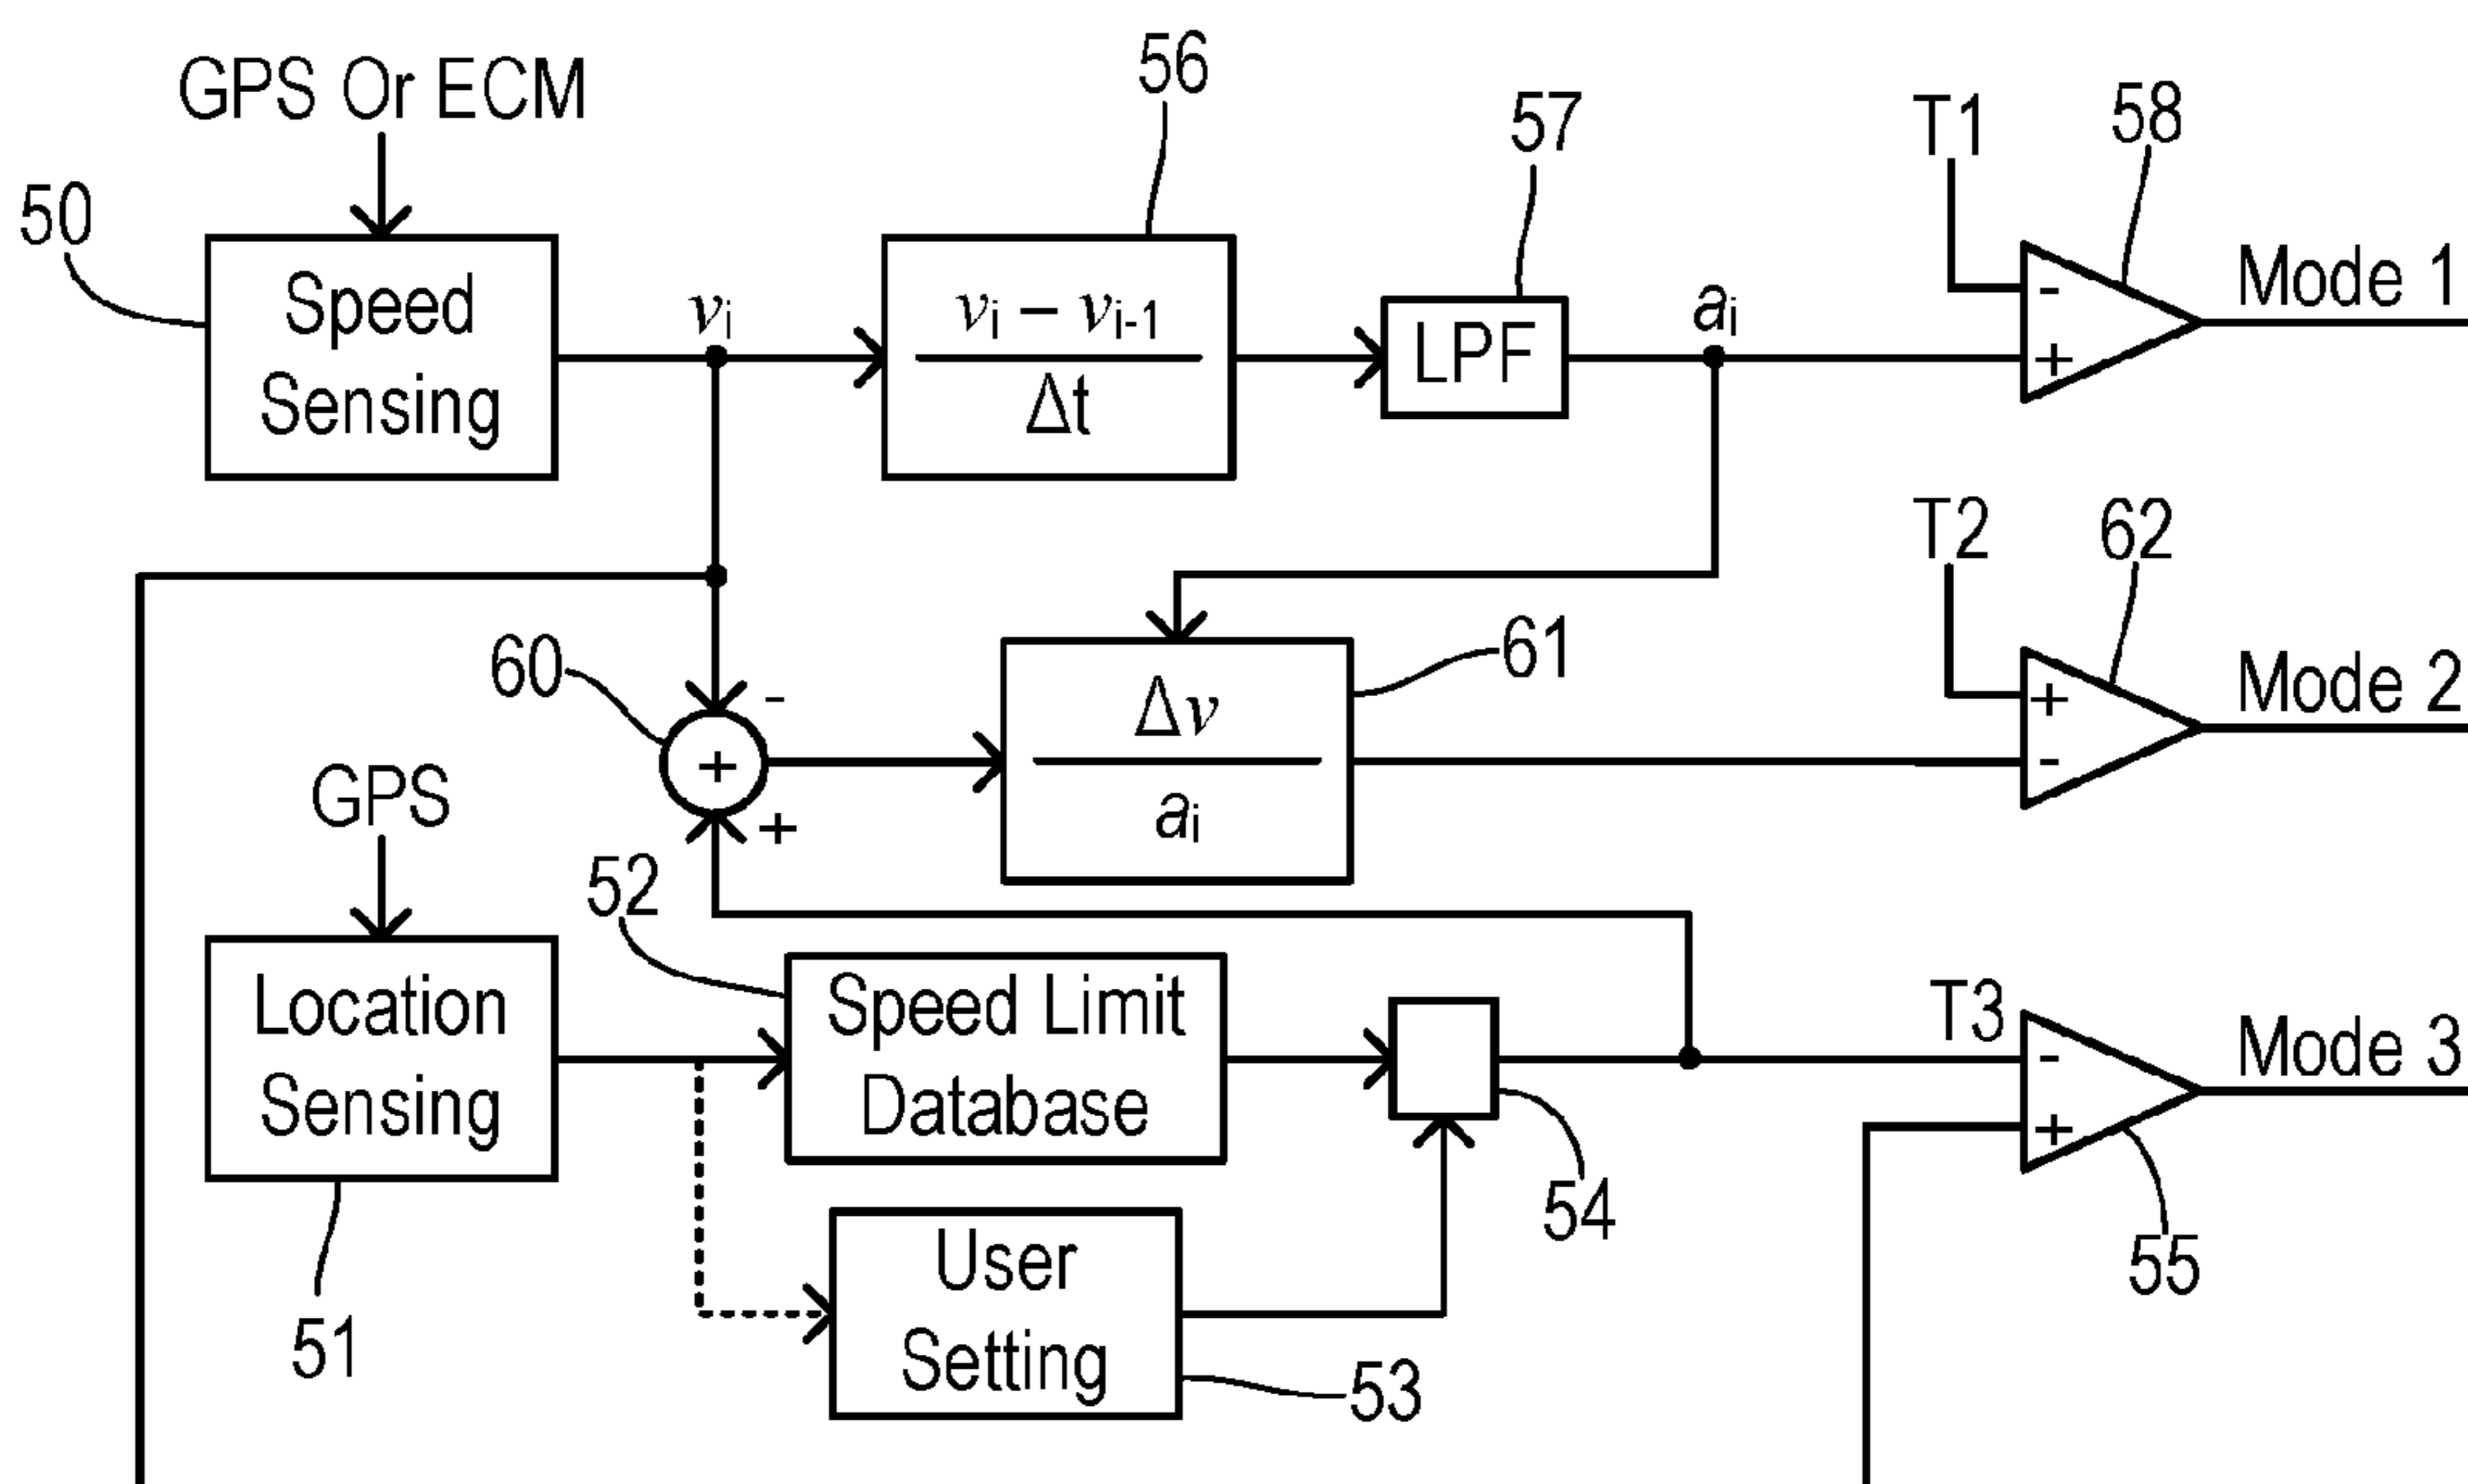 GPS Or ECM
56
57
T1
58
50
Speed
Sensing
vi
vi – vi-1
Δt
LPF
ai
-
+
Mode 1
T2
62
60
-
+
+
Δv
ai
61
+
-
Mode 2
GPS
52
Location
Sensing
Speed Limit
Database
T3
-
+
Mode 3
54
55
51
User
Setting
53